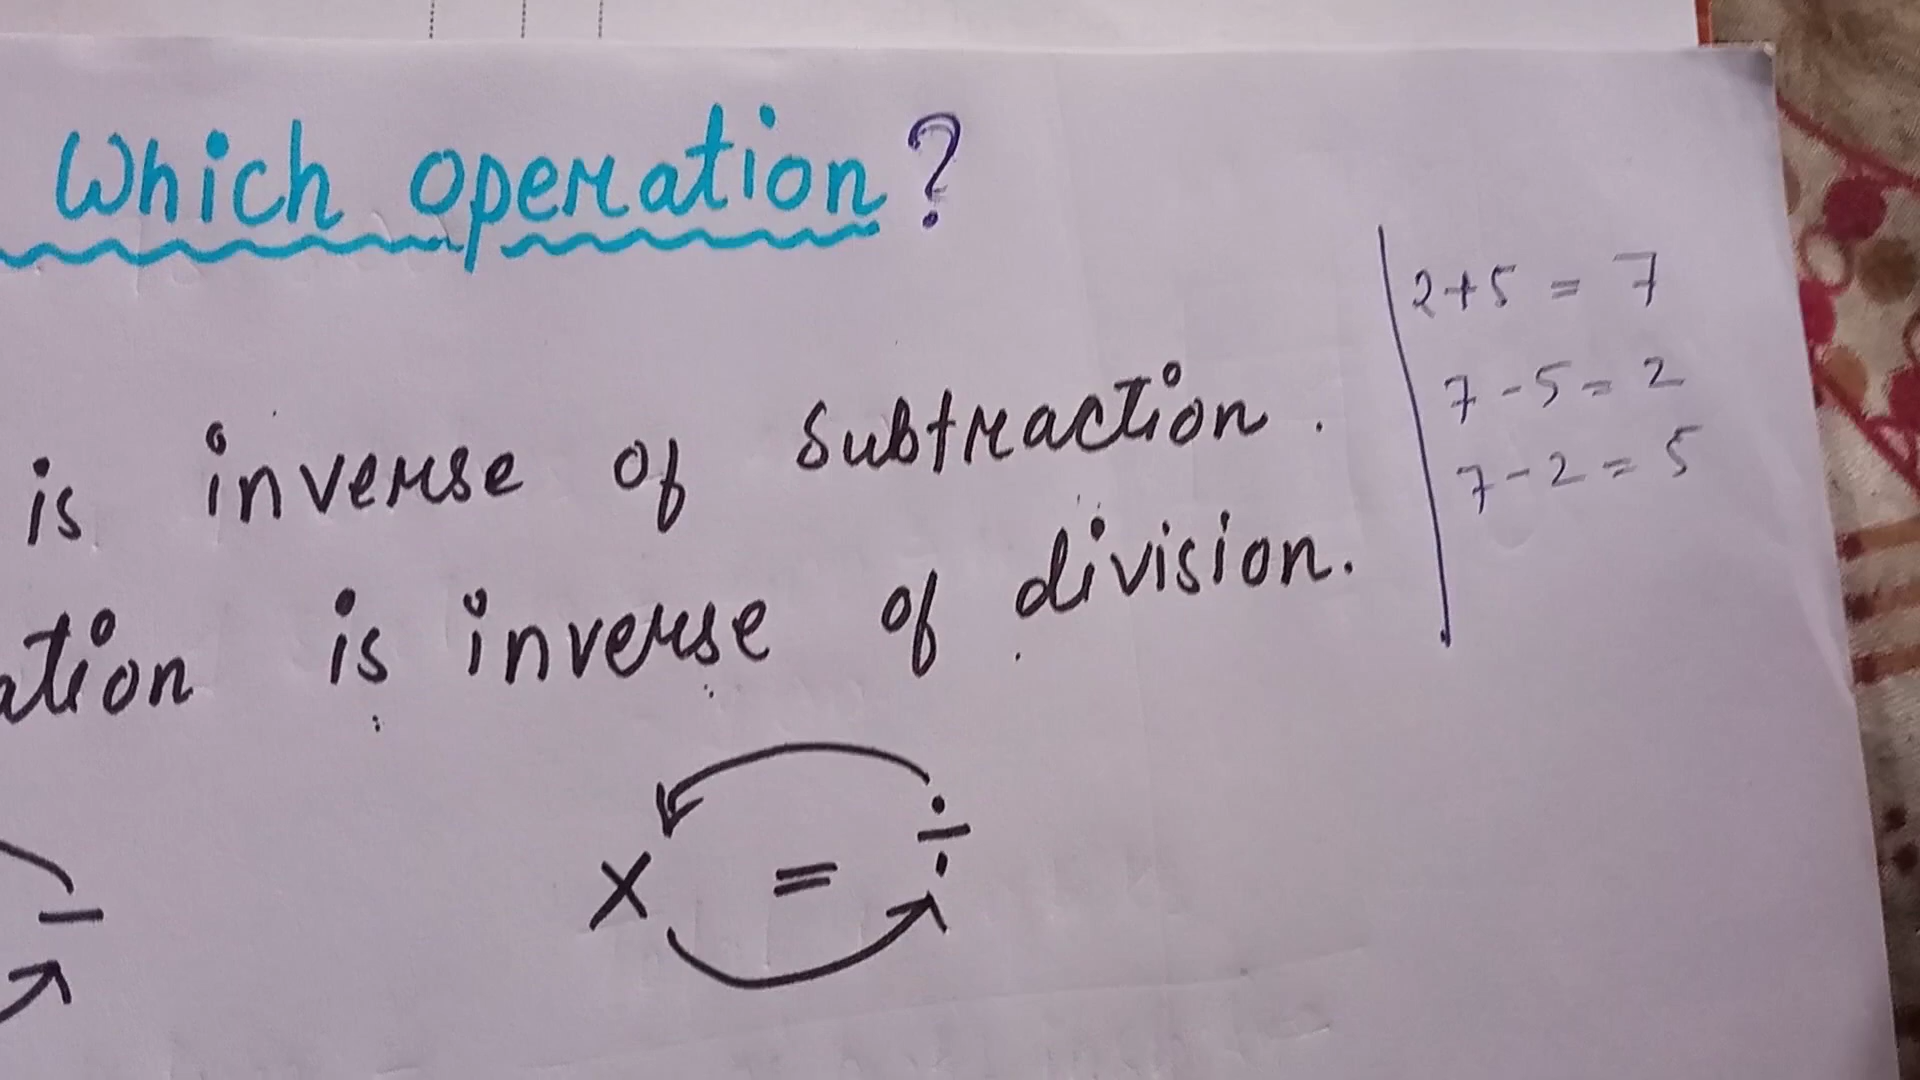 Which operation?
2+5 = 7
7-5=2
7-2=5
is inverse of subtraction.
ation is inverse of division.
−
× = ÷